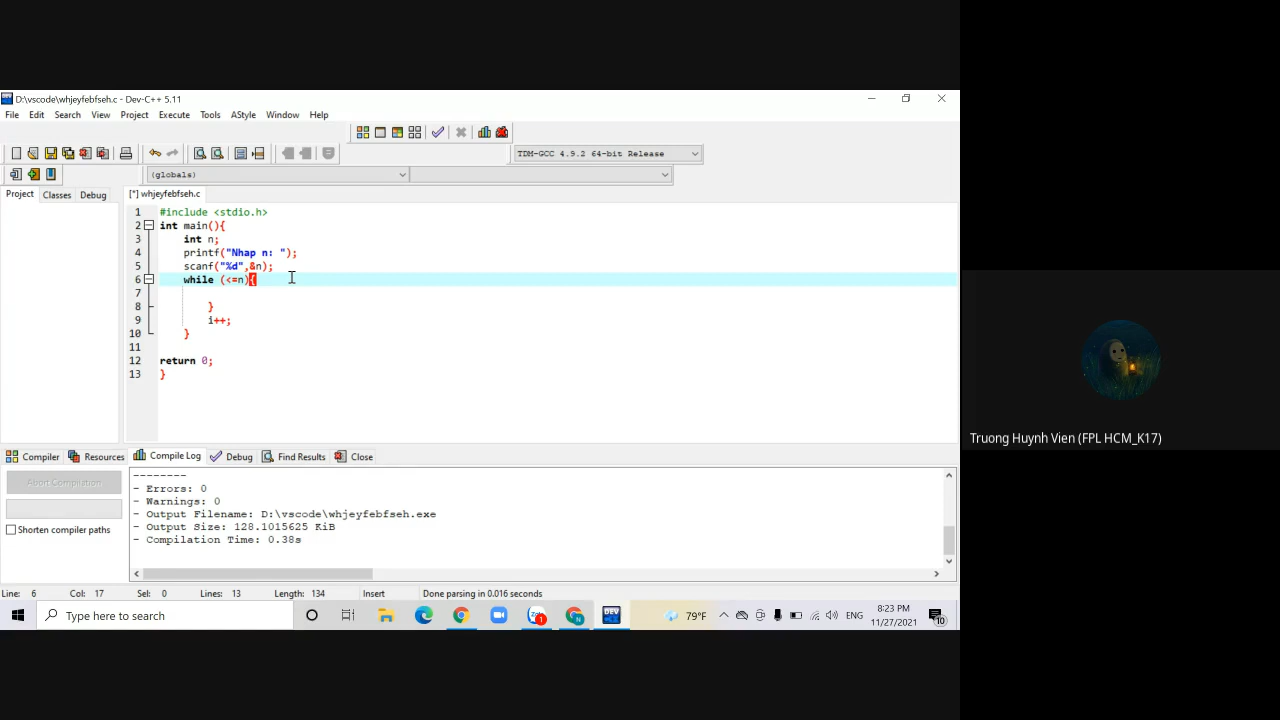 D:\vscode\whjeyfebfseh.c - Dev-C++ 5.11
File Edit Search View Project Execute Tools AStyle Window Help
TDM-GCC 4.9.2 64-bit Release
(globals)
Project Classes Debug [*] whjeyfebfseh.c
1 #include <stdio.h>
2 int main(){
3 int n;
4 printf("Nhap n: ");
5 scanf("%d",&n);
6 while (<=n){
7
8 }
9 i++;
10 }
11
12 return 0;
13 }
Truong Huynh Vien (FPL HCM_K17)
Compiler Resources Compile Log Debug Find Results Close
Abort Compilation
Shorten compiler paths
--------
- Errors: 0
- Warnings: 0
- Output Filename: D:\vscode\whjeyfebfseh.exe
- Output Size: 128.1015625 KiB
- Compilation Time: 0.38s
Line: 6 Col: 17 Sel: 0 Lines: 13 Length: 134 Insert Done parsing in 0.016 seconds
Type here to search
79°F
ENG
8:23 PM
11/27/2021
10